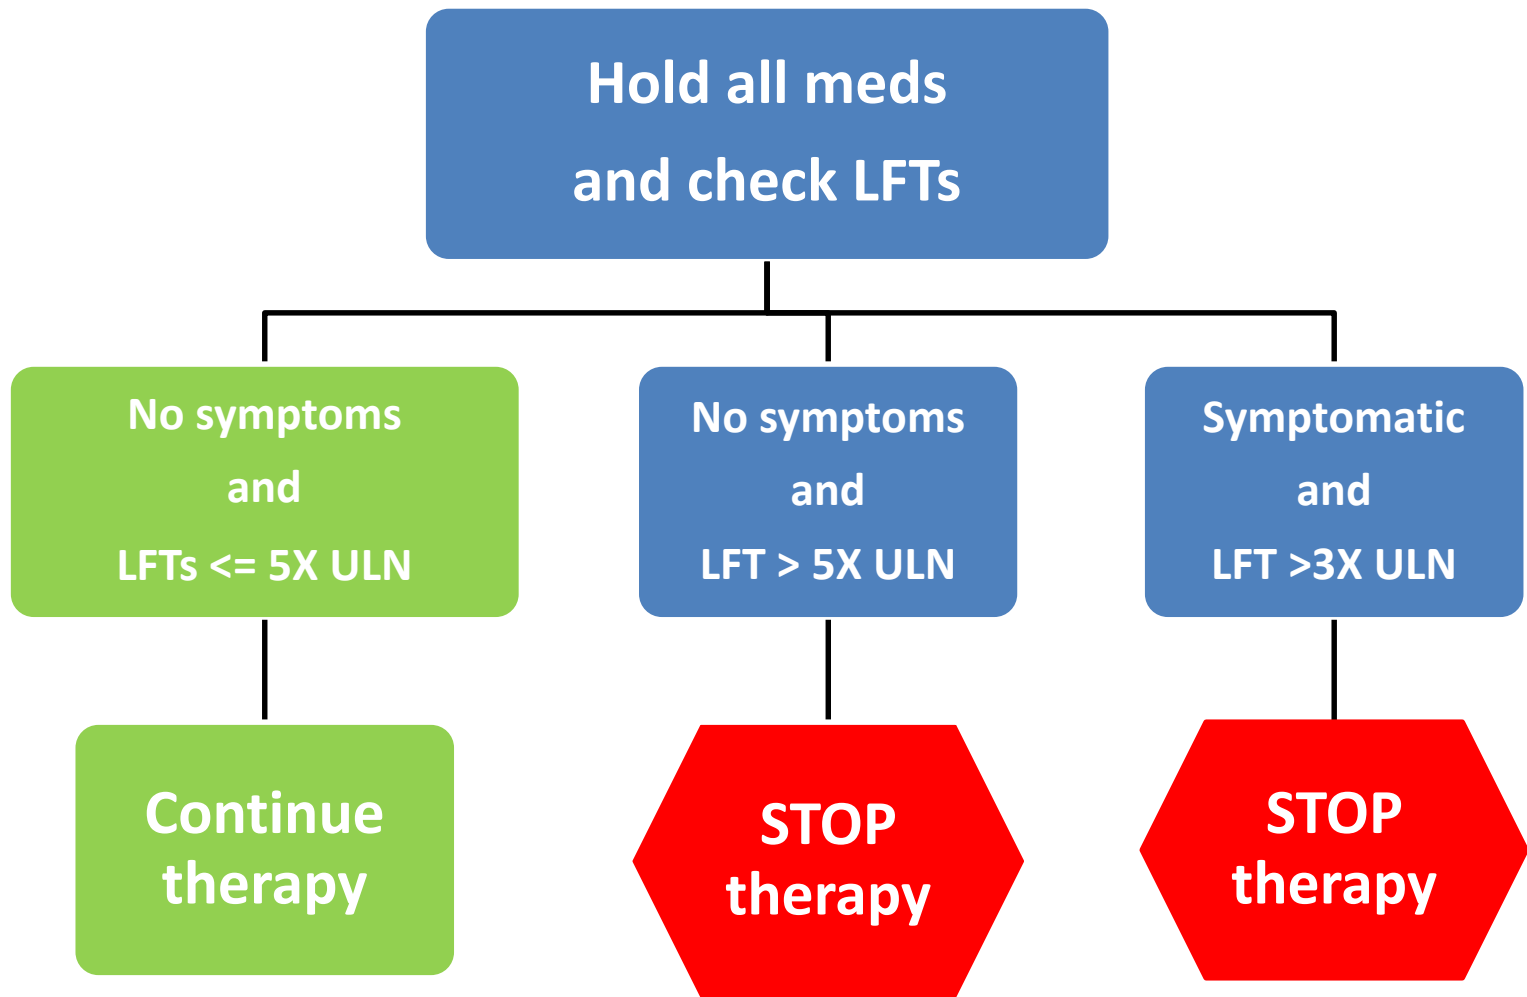 Hold all meds
and check LFTs
No symptoms
and
LFTs <= 5X ULN
No symptoms
and
LFT > 5X ULN
Symptomatic
and
LFT >3X ULN
Continue
therapy
STOP
therapy
STOP
therapy